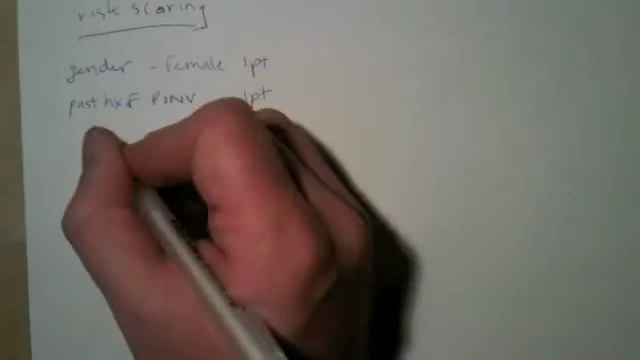 risk scoring
gender - female 1pt
past hx of PONV 1pt